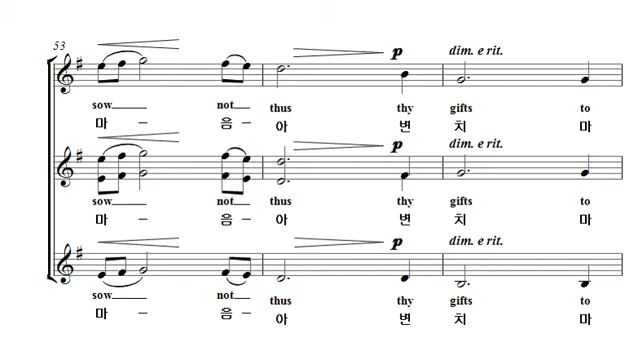 53
p dim. e rit.
sow not thus thy gifts to
마 – 음 – 아 변 치 마
p dim. e rit.
sow not thus thy gifts to
마 – 음 – 아 변 치 마
p dim. e rit.
sow not thus thy gifts to
마 – 음 – 아 변 치 마